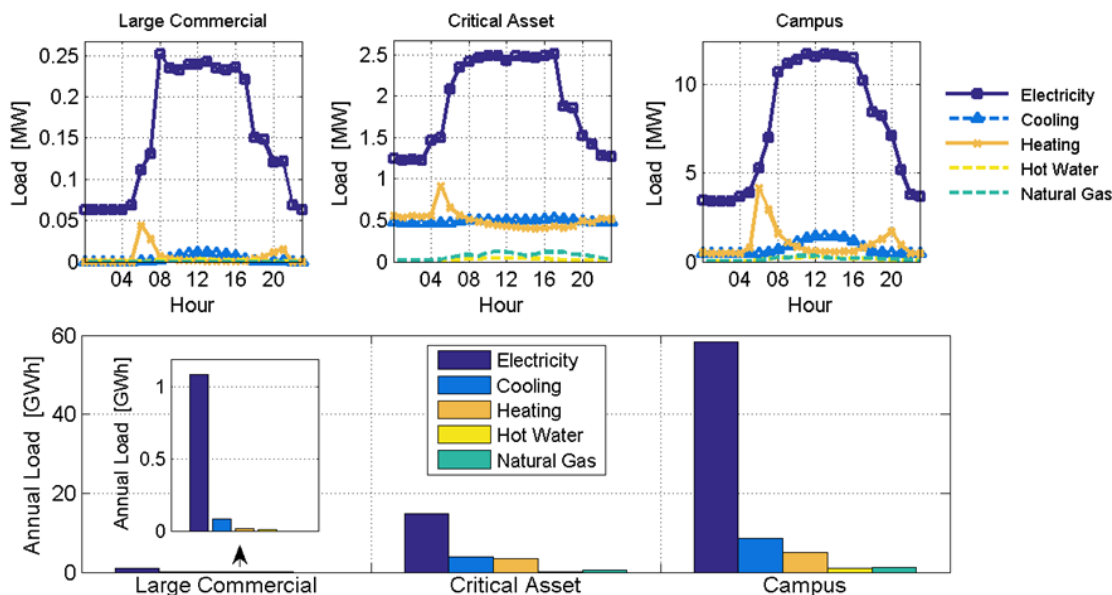 Large Commercial
Critical Asset
Campus
0.25
0.2
0.15
0.1
0.05
0
Load [MW]
04 08 12 16 20
Hour
2.5
2
1.5
1
0.5
0
Load [MW]
04 08 12 16 20
Hour
10
5
0
Load [MW]
04 08 12 16 20
Hour
Electricity
Cooling
Heating
Hot Water
Natural Gas
60
40
20
0
Annual Load [GWh]
1
0.5
0
Annual Load [GWh]
Electricity
Cooling
Heating
Hot Water
Natural Gas
Large Commercial
Critical Asset
Campus